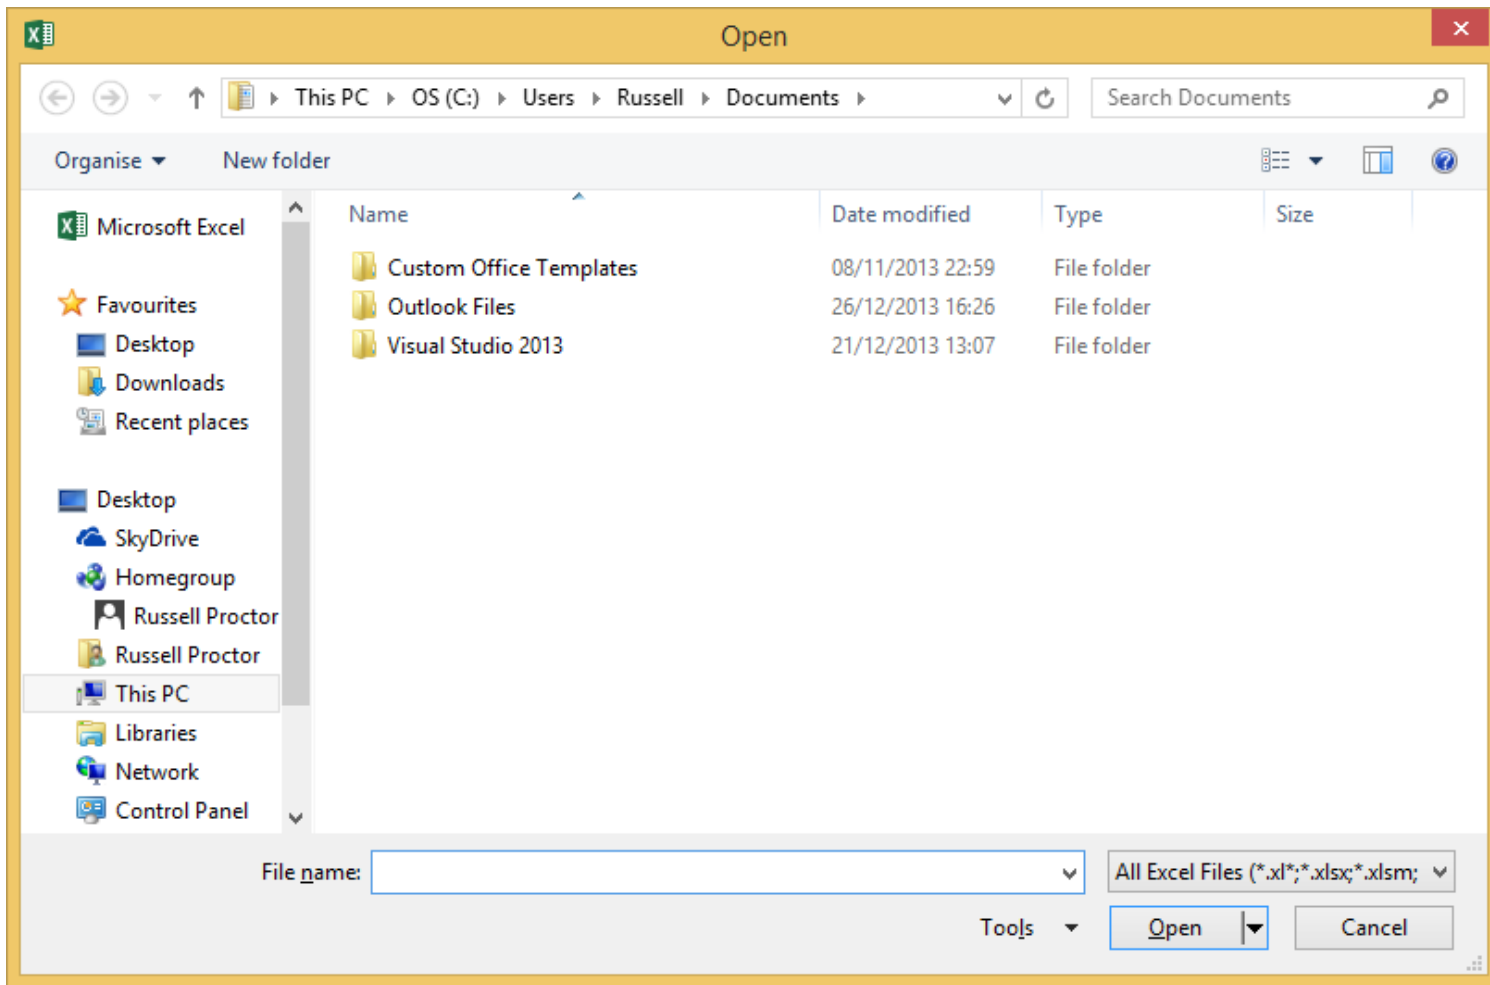 Open
This PC OS (C:) Users Russell Documents
Search Documents
Organise New folder
Microsoft Excel
Favourites
Desktop
Downloads
Recent places
Desktop
SkyDrive
Homegroup
Russell Proctor
Russell Proctor
This PC
Libraries
Network
Control Panel
Name Date modified Type Size
Custom Office Templates 08/11/2013 22:59 File folder
Outlook Files 26/12/2013 16:26 File folder
Visual Studio 2013 21/12/2013 13:07 File folder
File name:
All Excel Files (*.xl*;*.xlsx;*.xlsm;
Tools Open Cancel